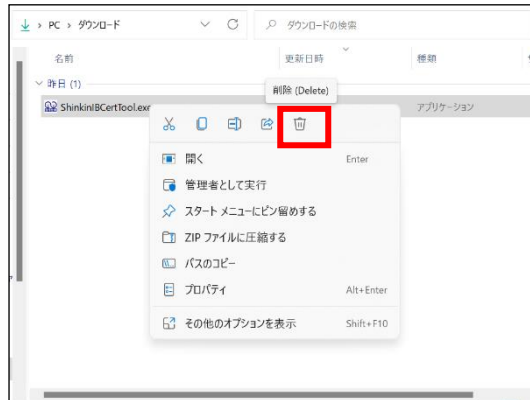 PC > ダウンロード
ダウンロードの検索
名前 更新日時 種類
昨日 (1)
削除 (Delete)
ShinkinIBCertTool.exe アプリケーション
開く Enter
管理者として実行
スタート メニューにピン留めする
ZIP ファイルに圧縮する
パスのコピー
プロパティ Alt+Enter
その他のオプションを表示 Shift+F10